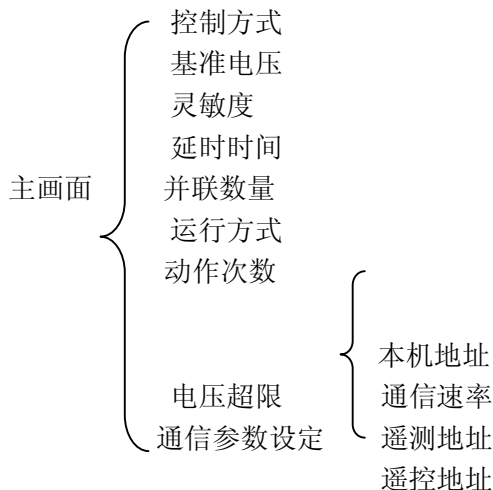 控制方式
基准电压
灵敏度
延时时间
主画面
并联数量
运行方式
动作次数
本机地址
电压超限
通信速率
通信参数设定
遥测地址
遥控地址